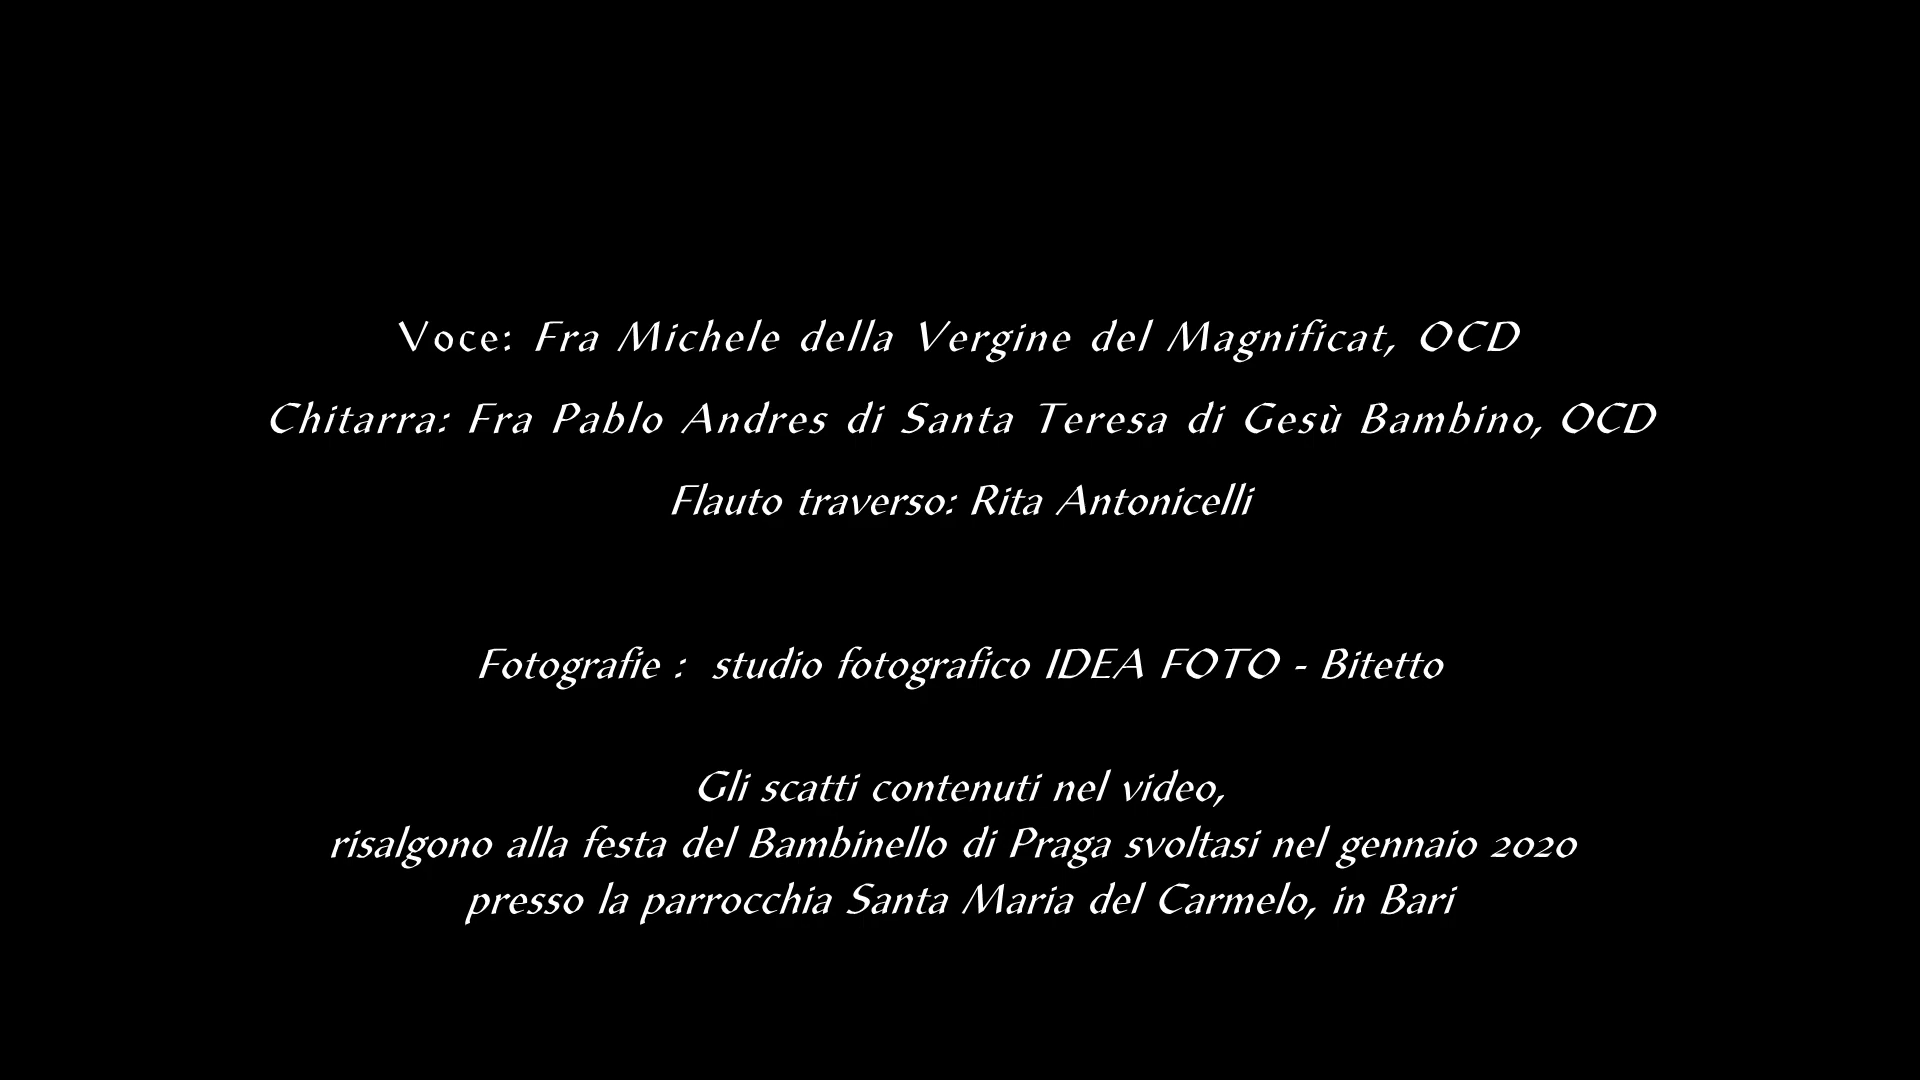 Voce: Fra Michele della Vergine del Magnificat, OCD
Chitarra: Fra Pablo Andres di Santa Teresa di Gesù Bambino, OCD
Flauto traverso: Rita Antonicelli
Fotografie :  studio fotografico IDEA FOTO - Bitetto
Gli scatti contenuti nel video,
risalgono alla festa del Bambinello di Praga svoltasi nel gennaio 2020
presso la parrocchia Santa Maria del Carmelo, in Bari